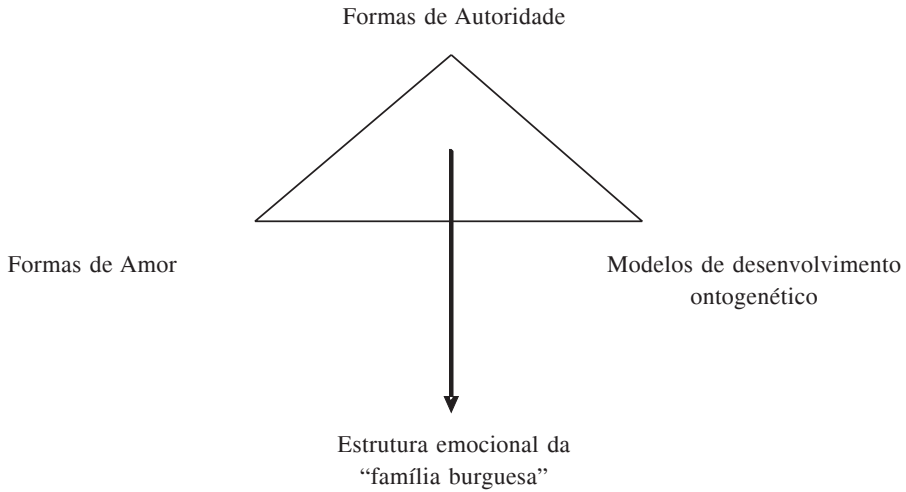 Formas de Autoridade
Formas de Amor
Modelos de desenvolvimento
ontogenético
Estrutura emocional da
“família burguesa”